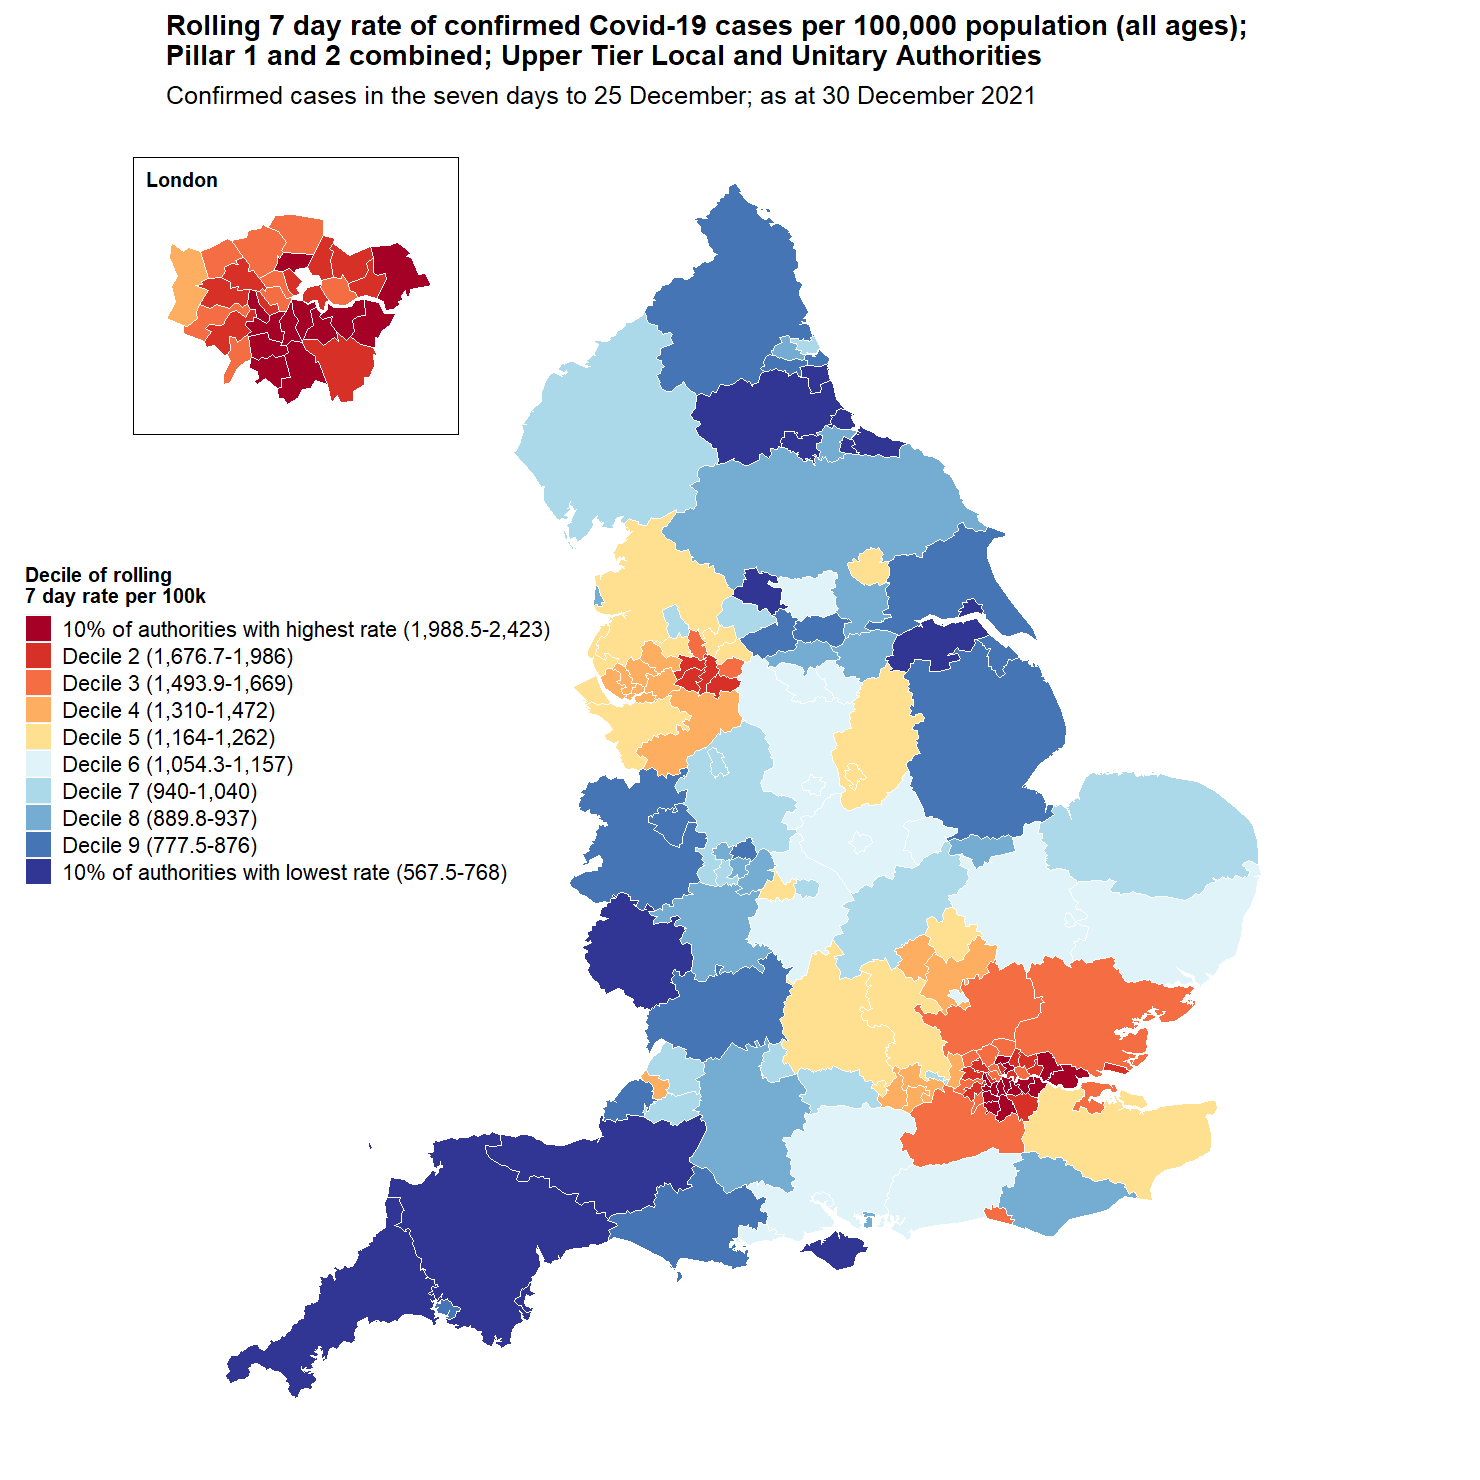 Rolling 7 day rate of confirmed Covid-19 cases per 100,000 population (all ages);
Pillar 1 and 2 combined; Upper Tier Local and Unitary Authorities
Confirmed cases in the seven days to 25 December; as at 30 December 2021
London
Decile of rolling
7 day rate per 100k
10% of authorities with highest rate (1,988.5-2,423)
Decile 2 (1,676.7-1,986)
Decile 3 (1,493.9-1,669)
Decile 4 (1,310-1,472)
Decile 5 (1,164-1,262)
Decile 6 (1,054.3-1,157)
Decile 7 (940-1,040)
Decile 8 (889.8-937)
Decile 9 (777.5-876)
10% of authorities with lowest rate (567.5-768)